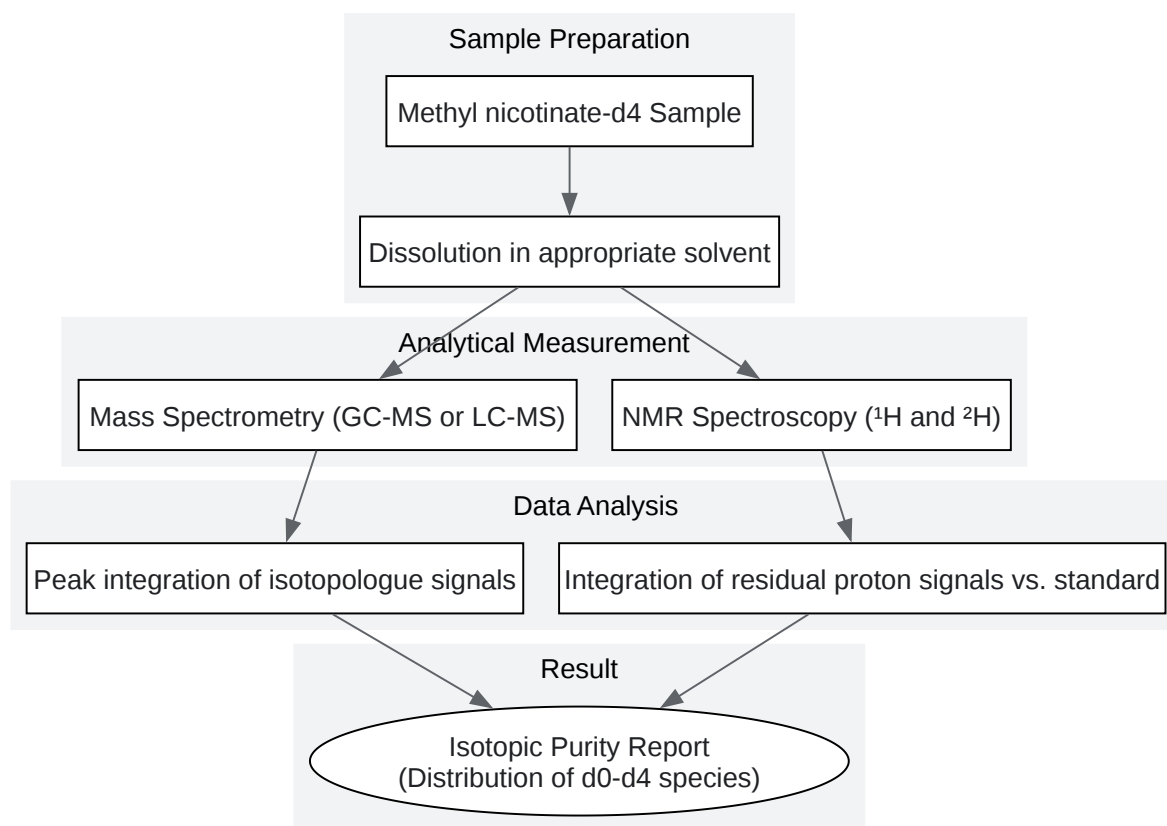 Sample Preparation
Methyl nicotinate-d4 Sample
Dissolution in appropriate solvent
Analytical Measurement
Mass Spectrometry (GC-MS or LC-MS)
NMR Spectroscopy (¹H and ²H)
Data Analysis
Peak integration of isotopologue signals
Integration of residual proton signals vs. standard
Result
Isotopic Purity Report
(Distribution of d0-d4 species)